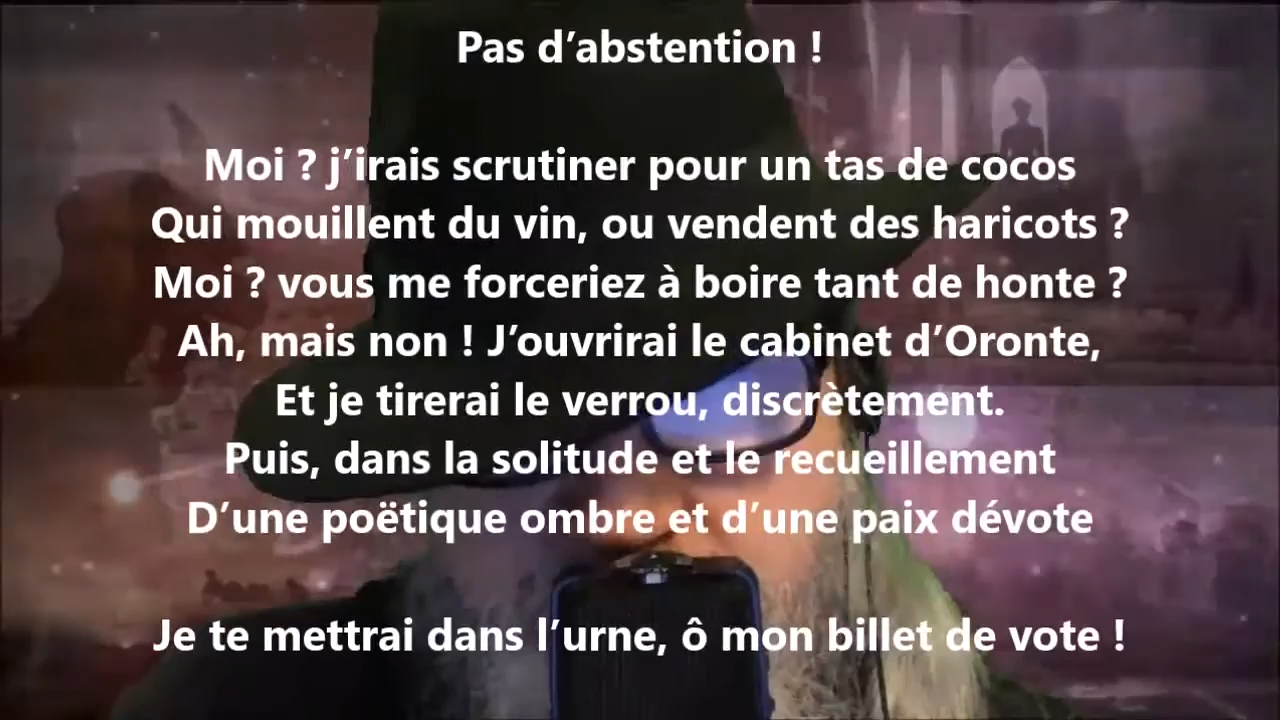 Pas d’abstention !
Moi ? j’irais scrutiner pour un tas de cocos
Qui mouillent du vin, ou vendent des haricots ?
Moi ? vous me forceriez à boire tant de honte ?
Ah, mais non ! J’ouvrirai le cabinet d’Oronte,
Et je tirerai le verrou, discrètement.
Puis, dans la solitude et le recueillement
D’une poëtique ombre et d’une paix dévote
Je te mettrai dans l’urne, ô mon billet de vote !